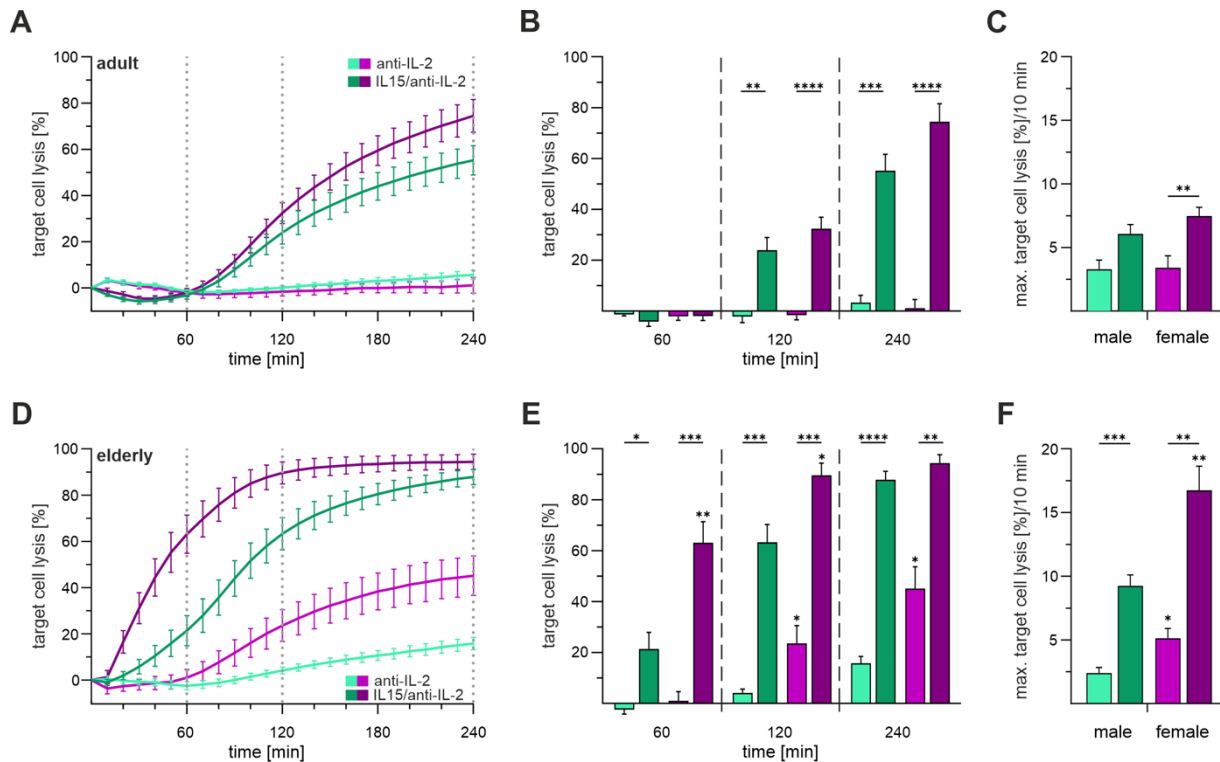 A
target cell lysis [%]
100
80
60
40
20
0
adult
anti-IL-2
IL15/anti-IL-2
60
120
180
240
time [min]
B
target cell lysis [%]
100
80
60
40
20
** ****
*** ****
60
120
240
time [min]
C
max. target cell lysis [%]/10 min
20
15
10
5
**
male
female
D
target cell lysis [%]
100
80
60
40
20
0
elderly
anti-IL-2
IL15/anti-IL-2
60
120
180
240
time [min]
E
target cell lysis [%]
100
80
60
40
20
* ***
**
*** ***
*
*
**** **
*
60
120
240
time [min]
F
max. target cell lysis [%]/10 min
20
15
10
5
*** **
**
*
male
female